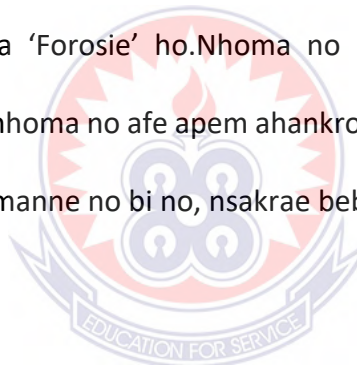 a ‘Forosie’ ho.Nhoma no
nhoma no afe apem ahankro
manne no bi no, nsakrae beb
EDUCATION FOR SERVICE